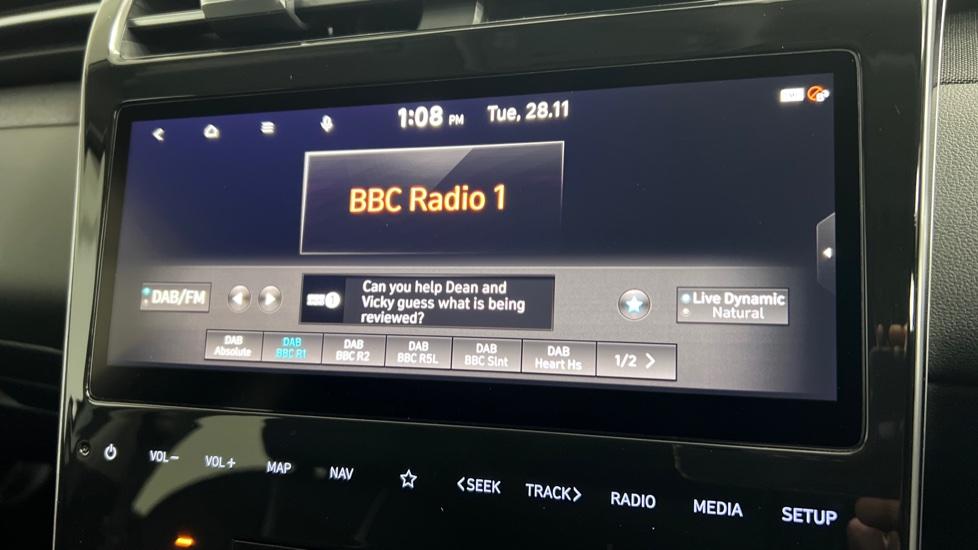 1:08 PM Tue, 28.11
BBC Radio 1
DAB/FM
Can you help Dean and
Vicky guess what is being
reviewed?
Live Dynamic
Natural
DAB
Absolute
DAB
BBC R1
DAB
BBC R2
DAB
BBC R5L
DAB
BBC Slnt
DAB
Heart Hs
1/2 >
VOL−
VOL+
MAP
NAV
<SEEK
TRACK>
RADIO
MEDIA
SETUP